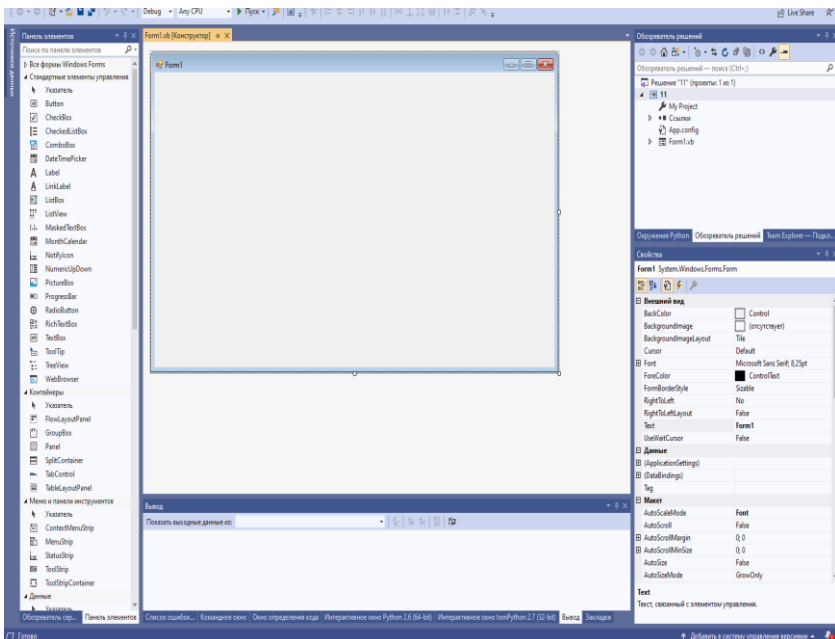 Debug Any CPU Пуск Live Share
Источники данных
Панель элементов
Поиск по панели элементов
Все формы Windows Forms
Стандартные элементы управления
Указатель
Button
CheckBox
CheckedListBox
ComboBox
DateTimePicker
Label
LinkLabel
ListBox
ListView
MaskedTextBox
MonthCalendar
NotifyIcon
NumericUpDown
PictureBox
ProgressBar
RadioButton
RichTextBox
TextBox
ToolTip
TreeView
WebBrowser
Контейнеры
Указатель
FlowLayoutPanel
GroupBox
Panel
SplitContainer
TabControl
TableLayoutPanel
Меню и панели инструментов
Указатель
ContextMenuStrip
MenuStrip
StatusStrip
ToolStrip
ToolStripContainer
Данные
Указатель
Обозреватель сер... Панель элементов
Form1.vb [Конструктор]
Form1
Вывод
Показать выходные данные из:
Список ошибок... Командное окно Окно определения кода Интерактивное окно Python 2.6 (64-bit) Интерактивное окно IronPython 2.7 (32-bit) Вывод Закладки
Обозреватель решений
Обозреватель решений — поиск (Ctrl+;)
Решение "11" (проекты: 1 из 1)
11
My Project
Ссылки
App.config
Form1.vb
Окружения Python Обозреватель решений Team Explorer — Подкл...
Свойства
Form1 System.Windows.Forms.Form
Внешний вид
BackColor Control
BackgroundImage (отсутствует)
BackgroundImageLayout Tile
Cursor Default
Font Microsoft Sans Serif; 8,25pt
ForeColor ControlText
FormBorderStyle Sizable
RightToLeft No
RightToLeftLayout False
Text Form1
UseWaitCursor False
Данные
(ApplicationSettings)
(DataBindings)
Tag
Макет
AutoScaleMode Font
AutoScroll False
AutoScrollMargin 0; 0
AutoScrollMinSize 0; 0
AutoSize False
AutoSizeMode GrowOnly
Text
Текст, связанный с элементом управления.
Готово
Добавить в систему управления версиями